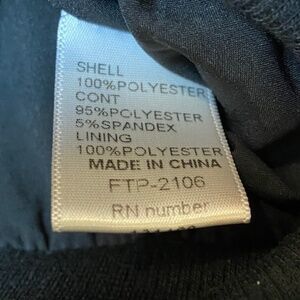 SHELL
100%POLYESTER
CONT
95%POLYESTER
5%SPANDEX
LINING
100%POLYESTER
MADE IN CHINA
FTP-2106
RN number